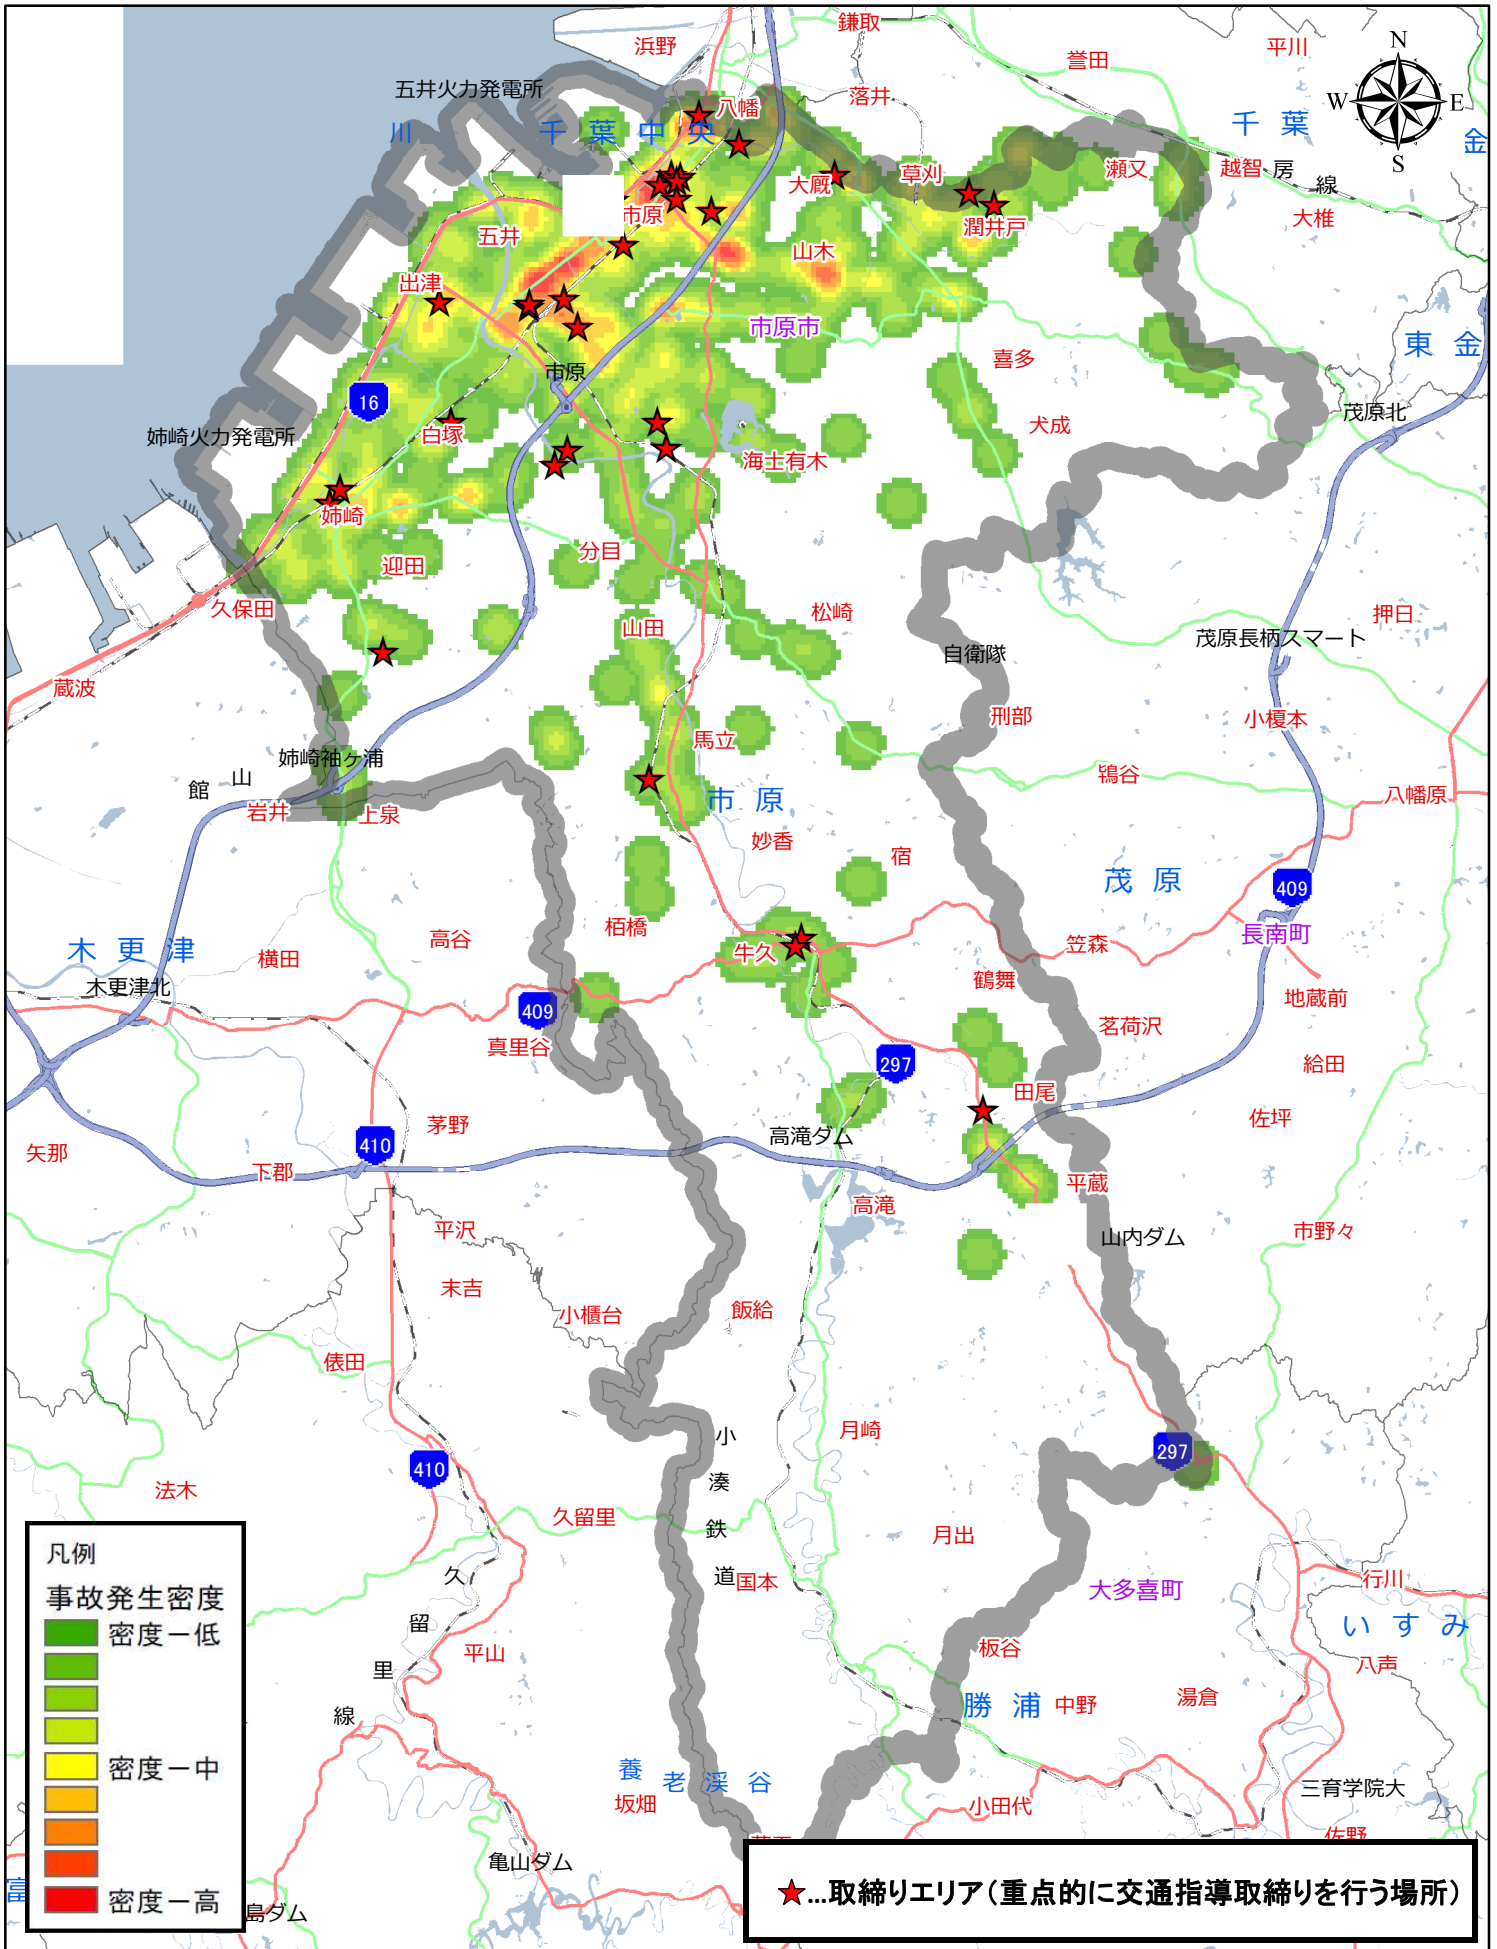 鎌取
浜野
誉田
平川
N
五井火力発電所
落井
八幡
W
E
川
千葉中央
千葉
金
S
大厩
草刈
瀬又
越智
房線
市原
大椎
五井
潤井戸
山木
出津
市原市
東金
喜多
市原
16
茂原北
犬成
姉崎火力発電所
白塚
海士有木
姉崎
分目
迎田
久保田
松崎
押日
山田
茂原長柄スマート
自衛隊
蔵波
刑部
小榎本
馬立
姉崎袖ヶ浦
鴇谷
館山
市原
八幡原
岩井
上泉
妙香
宿
茂原
409
栢橋
高谷
長南町
木更津
牛久
笠森
横田
鶴舞
木更津北
地蔵前
409
茗荷沢
真里谷
297
給田
田尾
茅野
佐坪
高滝ダム
410
矢那
下郡
平蔵
高滝
平沢
市野々
山内ダム
末吉
飯給
小櫃台
俵田
月崎
小湊鉄道
297
410
法木
久留里
月出
凡例
国本
行川
大多喜町
久留里線
事故発生密度
いすみ
密度－低
平山
板谷
八声
湯倉
勝浦
中野
密度－中
養老渓谷
三育学院大
坂畑
小田代
佐野
亀山ダム
密度－高
富
島ダム
★…取締りエリア（重点的に交通指導取締りを行う場所）